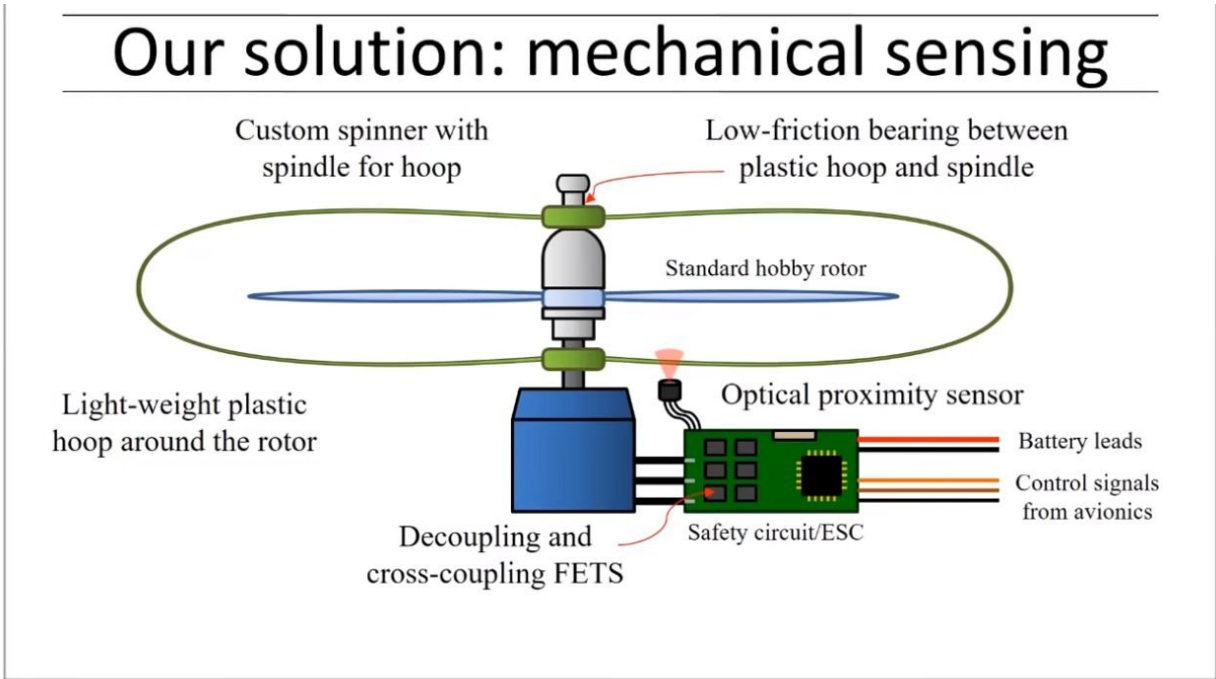 Our solution: mechanical sensing
Custom spinner with
spindle for hoop
Low-friction bearing between
plastic hoop and spindle
Standard hobby rotor
Light-weight plastic
hoop around the rotor
Optical proximity sensor
Battery leads
Control signals
from avionics
Safety circuit/ESC
Decoupling and
cross-coupling FETS